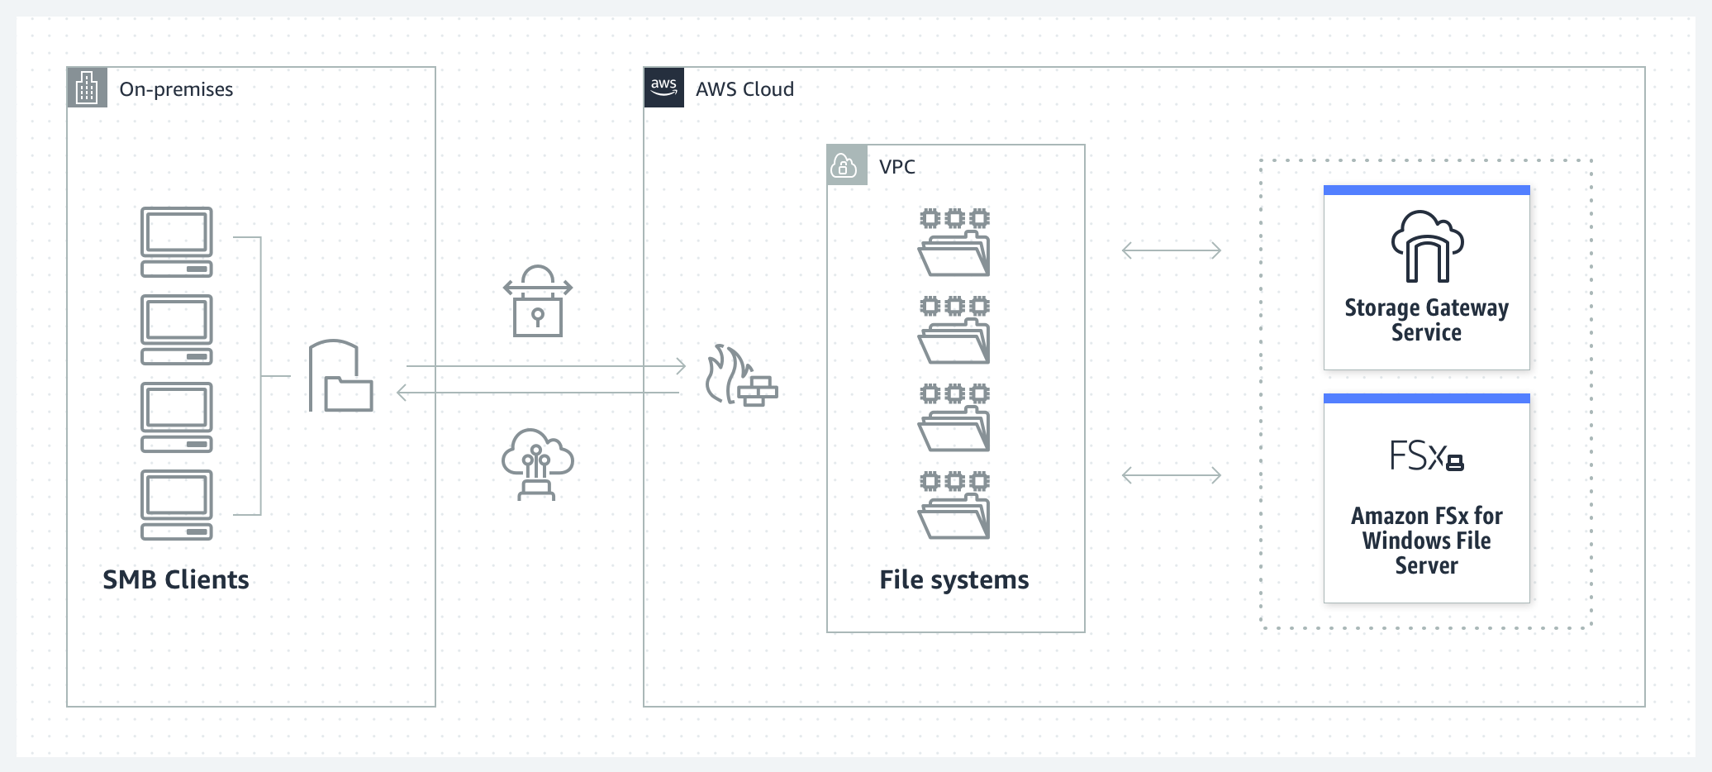 On-premises
aws
AWS Cloud
VPC
Storage Gateway
Service
FSx
Amazon FSx for
Windows File
Server
SMB Clients
File systems